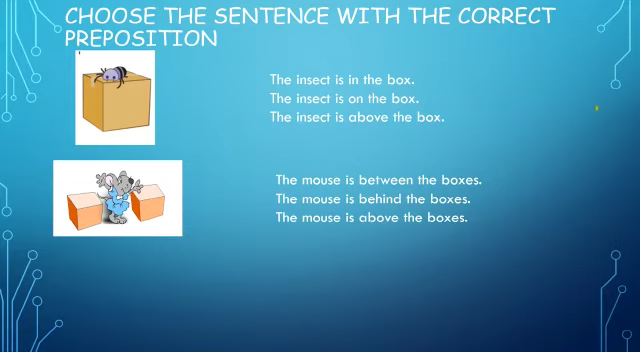 CHOOSE THE SENTENCE WITH THE CORRECT
PREPOSITION
The insect is in the box.
The insect is on the box.
The insect is above the box.
The mouse is between the boxes.
The mouse is behind the boxes.
The mouse is above the boxes.